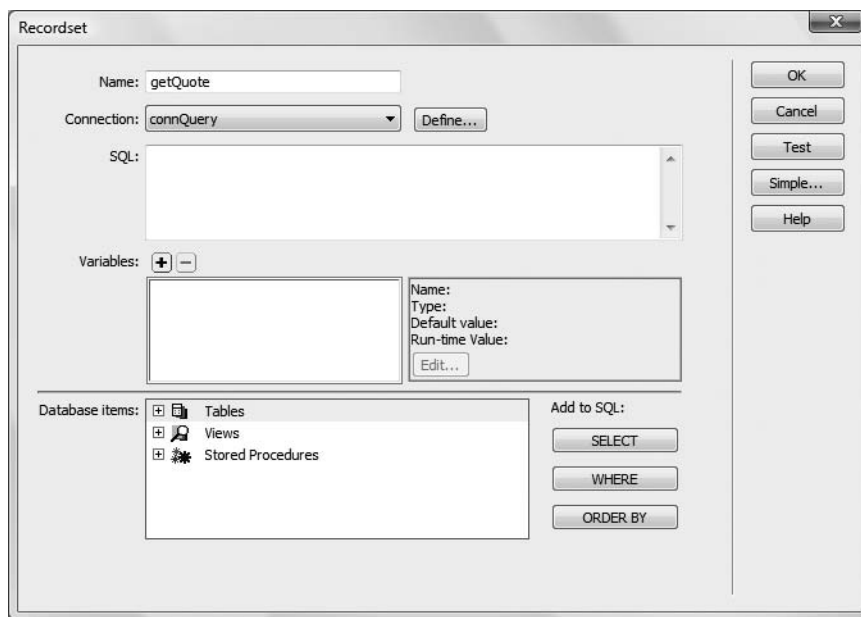 Recordset
Name: getQuote
OK
Connection: connQuery Define...
Cancel
SQL:
Test
Simple...
Help
Variables:
Name:
Type:
Default value:
Run-time Value:
Edit...
Database items: Tables
Views
Stored Procedures
Add to SQL:
SELECT
WHERE
ORDER BY